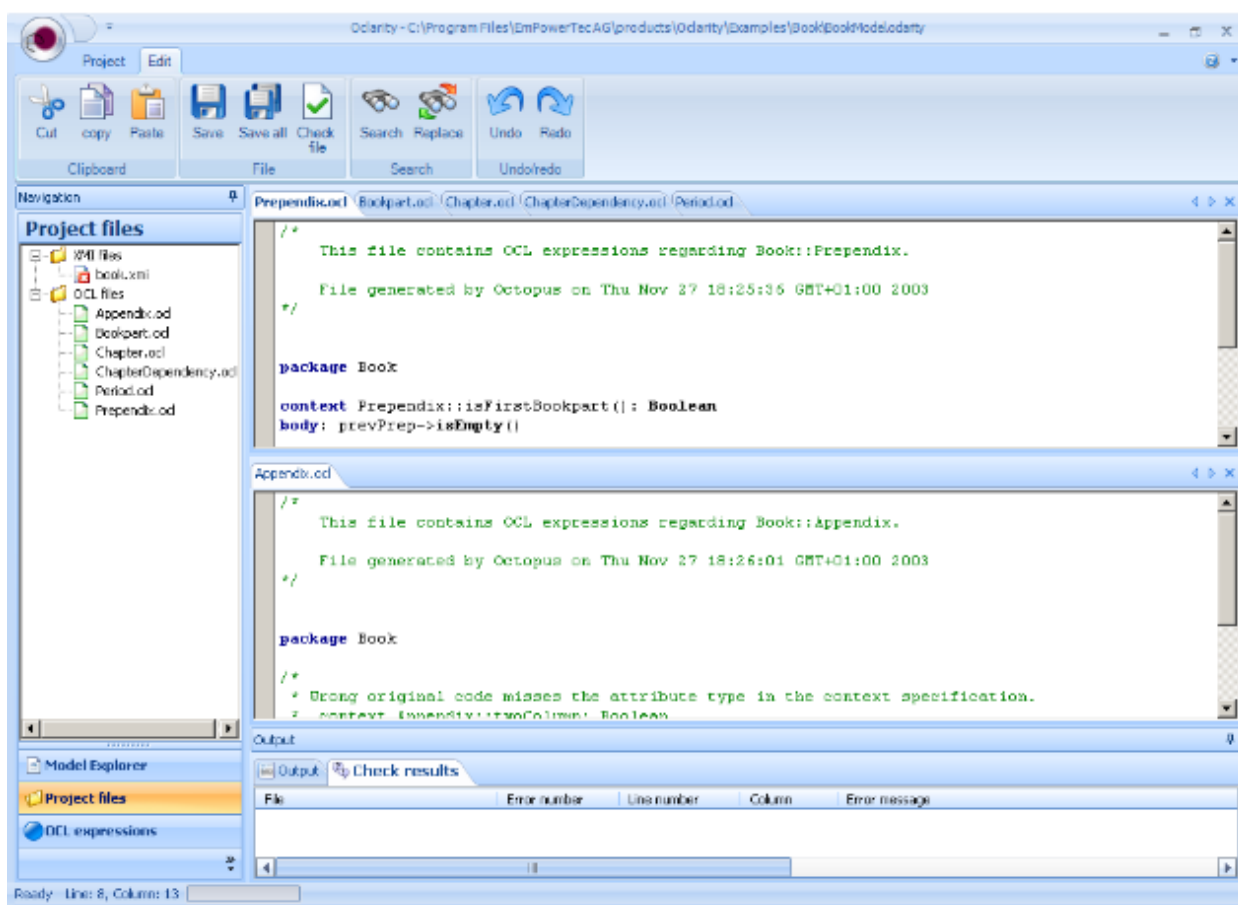 Oclarity - C:\Program Files\EmPowerTec AG\products\Oclarity\Examples\Book\BookModel.oclarity
Project Edit
Cut copy Paste Save Save all Check file Search Replace Undo Redo
Clipboard File Search Undo/redo
Navigation
Project files
XMI files
book.xmi
OCL files
Appendix.ocl
Bookpart.ocl
Chapter.ocl
ChapterDependency.ocl
Period.ocl
Prependix.ocl
Model Explorer
Project files
OCL expressions
Prependix.ocl Bookpart.ocl Chapter.ocl ChapterDependency.ocl Period.ocl
/*
This file contains OCL expressions regarding Book::Prependix.
File generated by Octopus on Thu Nov 27 18:25:36 GMT+01:00 2003
*/
package Book
context Prependix::isFirstBookpart(): Boolean
body: prevPrep->isEmpty()
Appendix.ocl
/*
This file contains OCL expressions regarding Book::Appendix.
File generated by Octopus on Thu Nov 27 18:26:01 GMT+01:00 2003
*/
package Book
/*
* Wrong original code misses the attribute type in the context specification.
* context Appendix::twoColumn: Boolean
Output
Output Check results
File Error number Line number Column Error message
Ready Line: 8, Column: 13